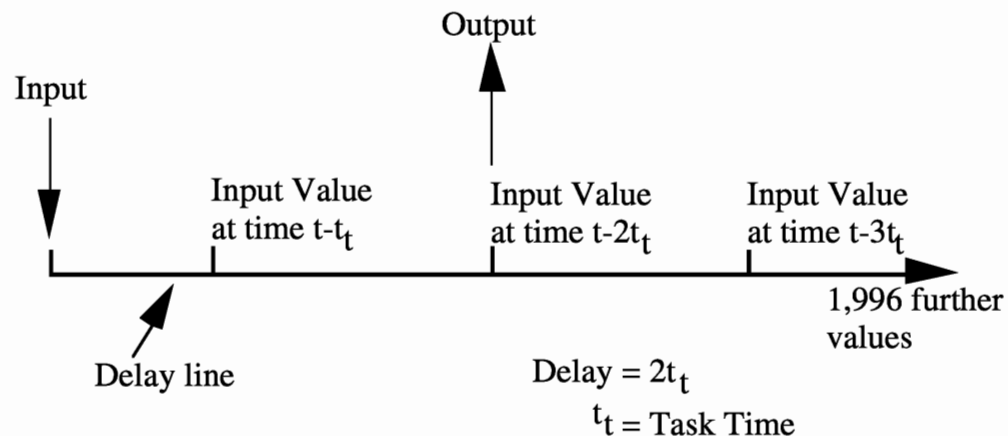 Output
Input
Input Value
at time t-tt
Input Value
at time t-2tt
Input Value
at time t-3tt
1,996 further
values
Delay line
Delay = 2tt
tt = Task Time